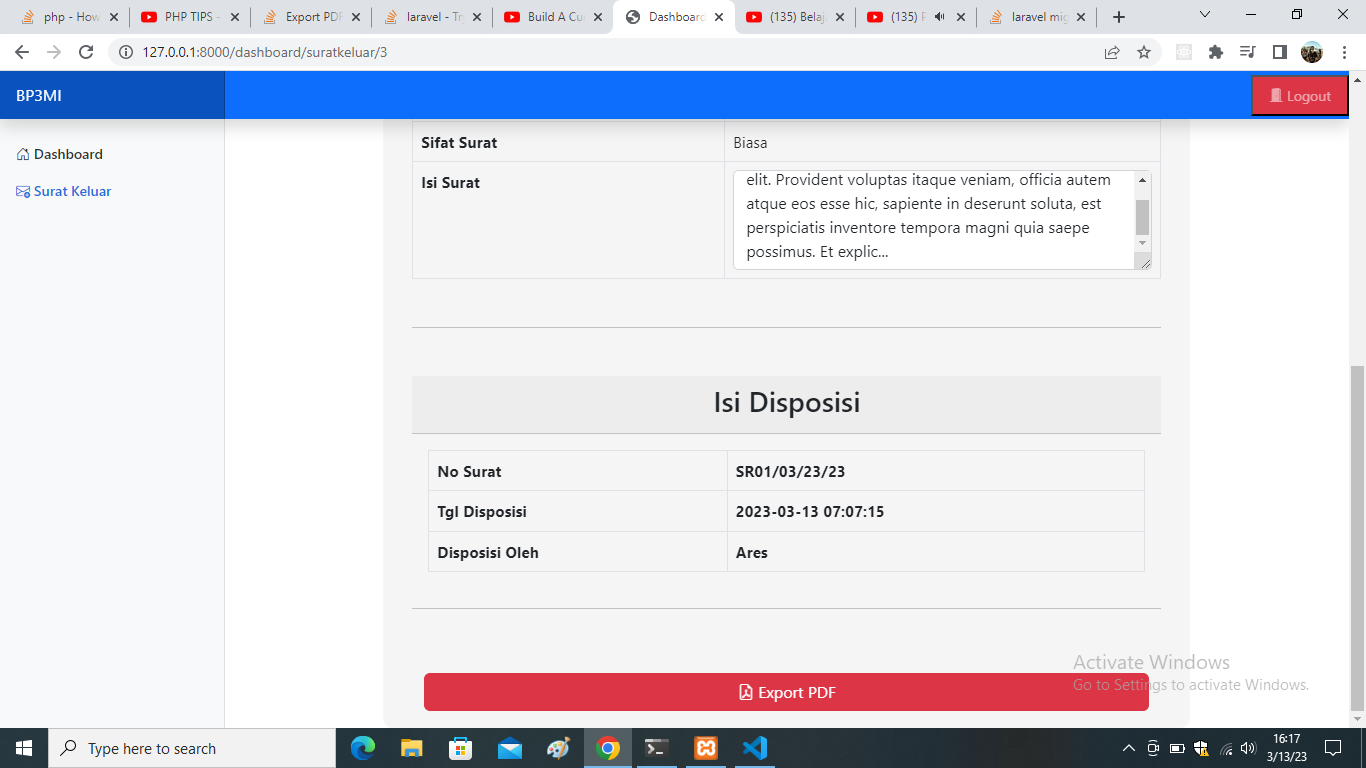 php - How
PHP TIPS -
Export PDF
laravel - Tr
Build A Cu
Dashboard
(135) Belaj
(135) P
laravel mig
127.0.0.1:8000/dashboard/suratkeluar/3
BP3MI
Logout
Dashboard
Surat Keluar
Sifat Surat
Biasa
Isi Surat
elit. Provident voluptas itaque veniam, officia autem
atque eos esse hic, sapiente in deserunt soluta, est
perspiciatis inventore tempora magni quia saepe
possimus. Et explic...
Isi Disposisi
No Surat
SR01/03/23/23
Tgl Disposisi
2023-03-13 07:07:15
Disposisi Oleh
Ares
Export PDF
Activate Windows
Go to Settings to activate Windows.
Type here to search
16:17
3/13/23